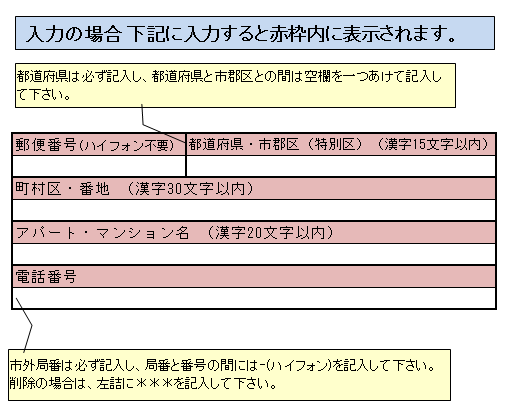 入力の場合 下記に入力すると赤枠内に表示されます。
都道府県は必ず記入し、都道府県と市郡区との間は空欄を一つあけて記入し
て下さい。
郵便番号(ハイフォン不要) 都道府県・市郡区（特別区）（漢字15文字以内）
町村区・番地 （漢字30文字以内）
アパート・マンション名 （漢字20文字以内）
電話番号
市外局番は必ず記入し、局番と番号の間には-(ハイフォン)を記入して下さい。
削除の場合は、左詰に＊＊＊を記入して下さい。